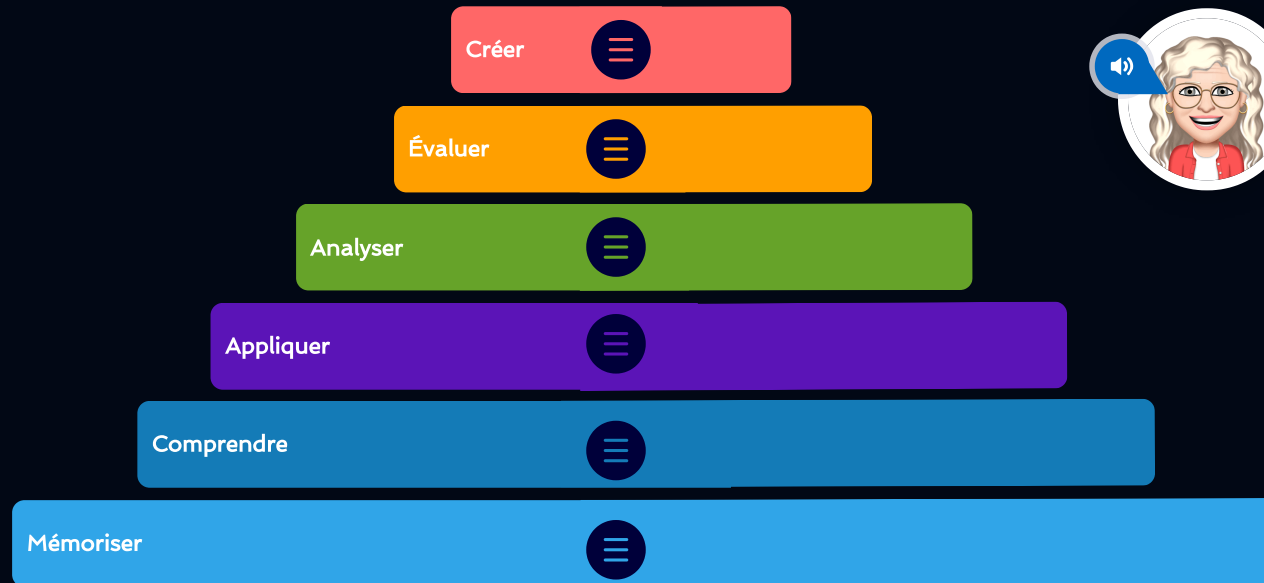 Créer
Évaluer
Analyser
Appliquer
Comprendre
Mémoriser